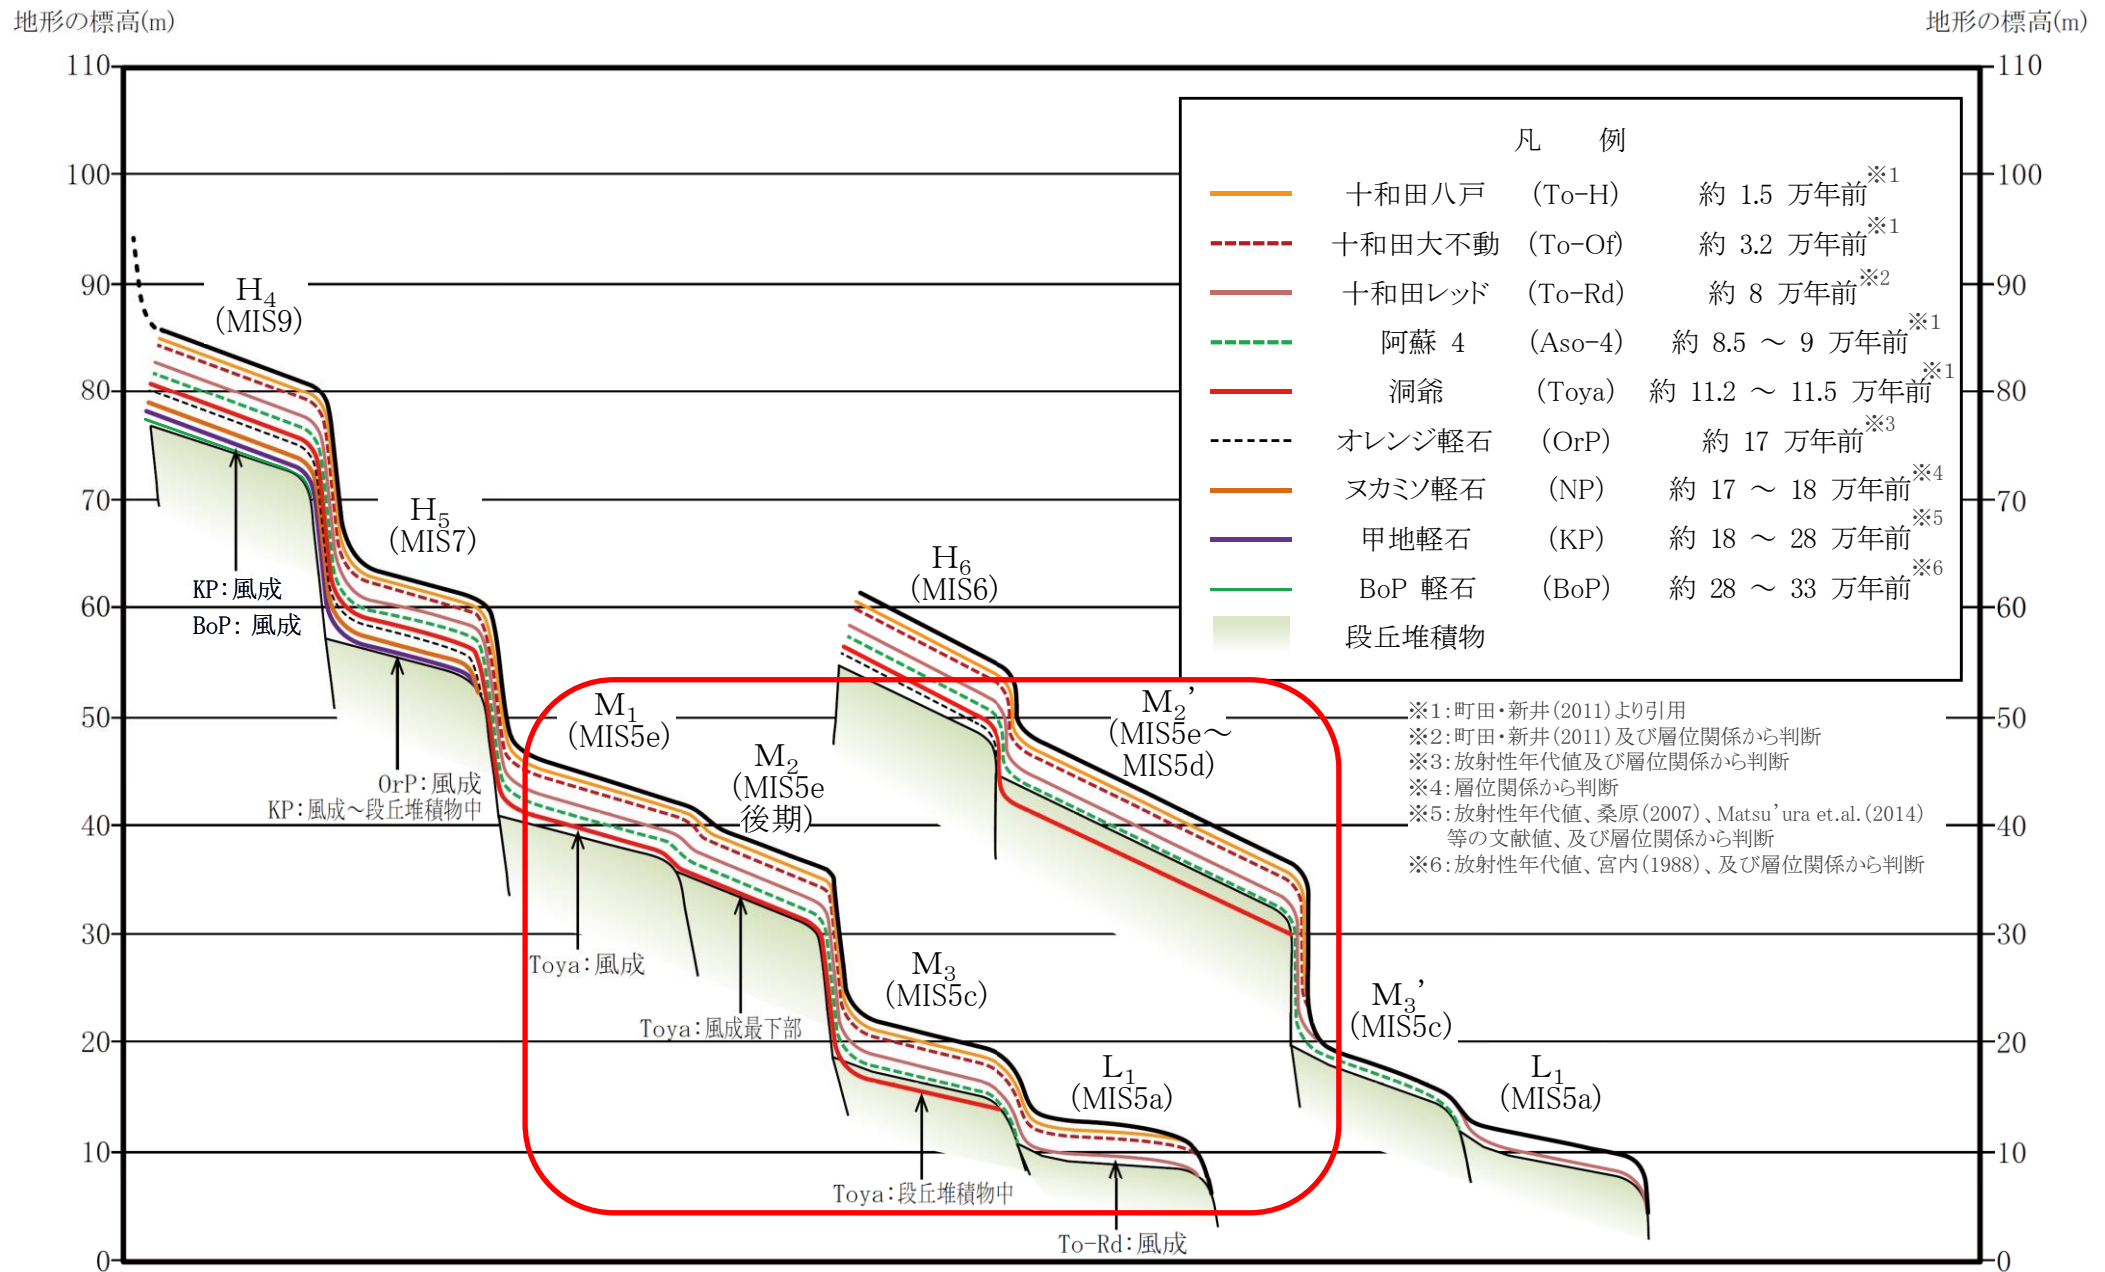 地形の標高(m)
地形の標高(m)
110
100
90
80
70
60
50
40
30
20
10
0
110
100
90
80
70
60
50
40
30
20
10
0
凡 例
十和田八戸 (To-H) 約 1.5 万年前※1
十和田大不動 (To-Of) 約 3.2 万年前※1
十和田レッド (To-Rd) 約 8 万年前※2
阿蘇 4 (Aso-4) 約 8.5 ～ 9 万年前※1
洞爺 (Toya) 約 11.2 ～ 11.5 万年前※1
オレンジ軽石 (OrP) 約 17 万年前※3
ヌカミソ軽石 (NP) 約 17 ～ 18 万年前※4
甲地軽石 (KP) 約 18 ～ 28 万年前※5
BoP 軽石 (BoP) 約 28 ～ 33 万年前※6
段丘堆積物
※1:町田・新井(2011)より引用
※2:町田・新井(2011)及び層位関係から判断
※3:放射性年代値及び層位関係から判断
※4:層位関係から判断
※5:放射性年代値、桑原(2007)、Matsu'ura et.al.(2014)
等の文献値、及び層位関係から判断
※6:放射性年代値、宮内(1988)、及び層位関係から判断
H4
(MIS9)
KP:風成
BoP: 風成
H5
(MIS7)
OrP:風成
KP:風成～段丘堆積物中
M1
(MIS5e)
Toya:風成
M2
(MIS5e
後期)
Toya:風成最下部
M3
(MIS5c)
Toya:段丘堆積物中
L1
(MIS5a)
To-Rd:風成
H6
(MIS6)
M2'
(MIS5e～
MIS5d)
M3'
(MIS5c)
L1
(MIS5a)